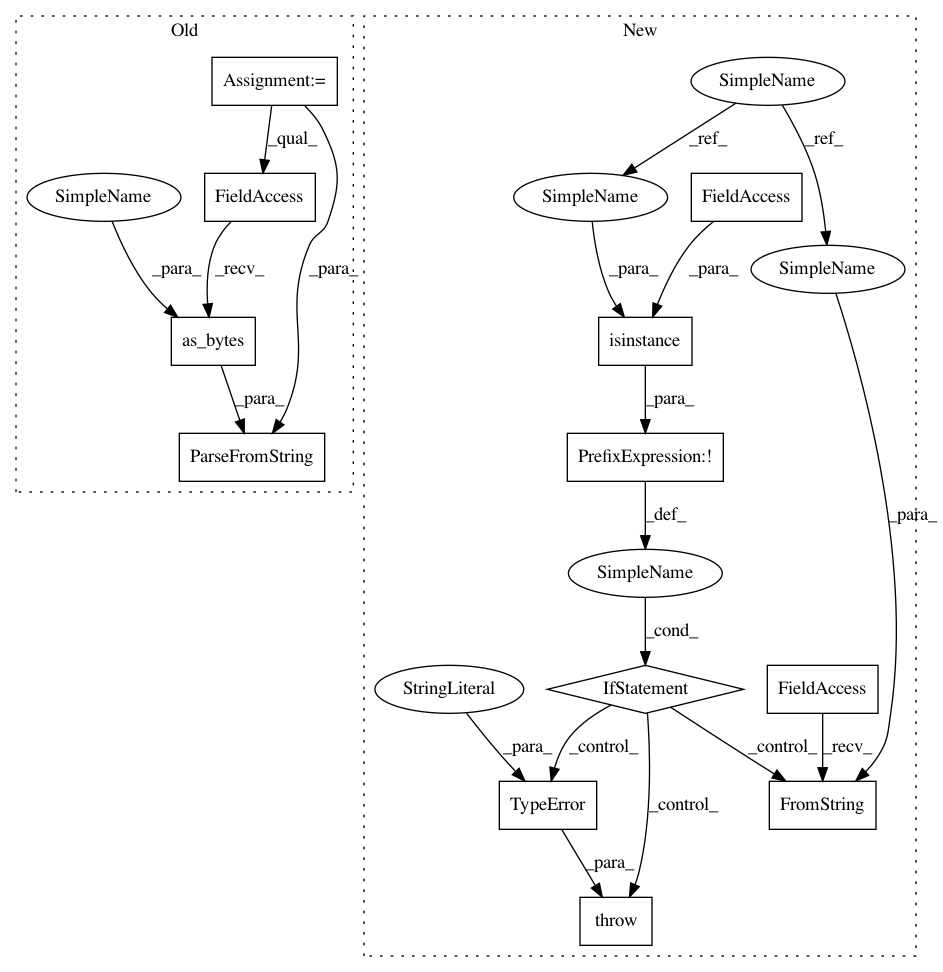 Old
New
Assignment:=
SimpleName
_qual_
_ref_
_ref_
SimpleName
FieldAccess
SimpleName
FieldAccess
SimpleName
_para_
_recv_
_para_
_para_
_para_
as_bytes
isinstance
_para_
_para_
ParseFromString
PrefixExpression:!
_def_
_para_
SimpleName
_cond_
StringLiteral
IfStatement
FieldAccess
_para_
_control_
_control_
_recv_
TypeError
_control_
FromString
_para_
throw